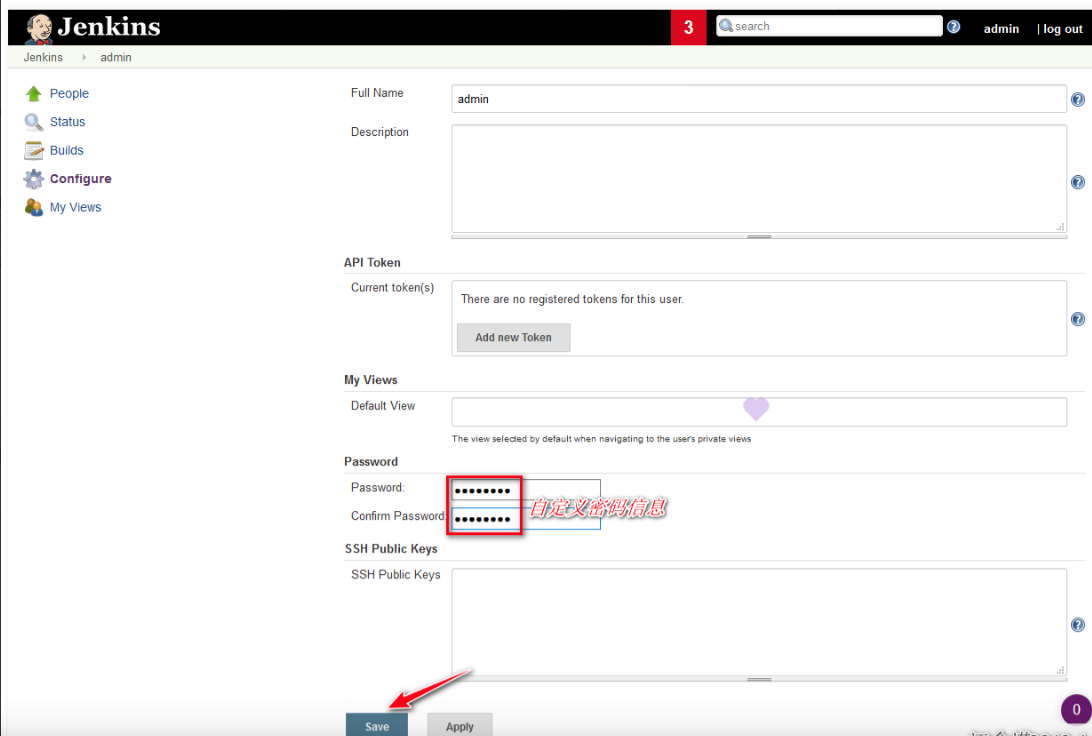 Jenkins
3
search
admin
| log out
Jenkins
admin
People
Status
Builds
Configure
My Views
Full Name
admin
Description
API Token
Current token(s)
There are no registered tokens for this user.
Add new Token
My Views
Default View
The view selected by default when navigating to the user's private views
Password
Password:
自定义密码信息
Confirm Password:
SSH Public Keys
SSH Public Keys
0
Save
Apply